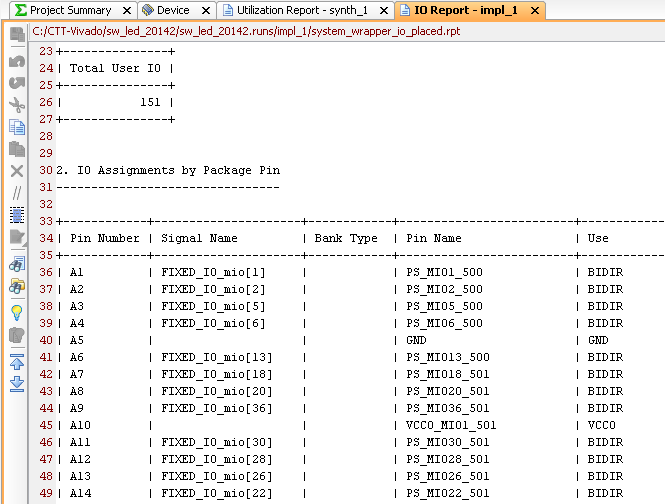 Project Summary × Device × Utilization Report - synth_1 × IO Report - impl_1 ×
C:/CTT-Vivado/sw_led_20142/sw_led_20142.runs/impl_1/system_wrapper_io_placed.rpt
23 +---------------+
24 | Total User IO |
25 +---------------+
26 | 151 |
27 +---------------+
28
29
30 2. IO Assignments by Package Pin
31 --------------------------------
32
33 +-------------+--------------------+------------+--------------------------+------------
34 | Pin Number | Signal Name | Bank Type | Pin Name | Use
35 +-------------+--------------------+------------+--------------------------+------------
36 | A1 | FIXED_IO_mio[1] | | PS_MIO1_500 | BIDIR
37 | A2 | FIXED_IO_mio[2] | | PS_MIO2_500 | BIDIR
38 | A3 | FIXED_IO_mio[5] | | PS_MIO5_500 | BIDIR
39 | A4 | FIXED_IO_mio[6] | | PS_MIO6_500 | BIDIR
40 | A5 | | | GND | GND
41 | A6 | FIXED_IO_mio[13] | | PS_MIO13_500 | BIDIR
42 | A7 | FIXED_IO_mio[18] | | PS_MIO18_501 | BIDIR
43 | A8 | FIXED_IO_mio[20] | | PS_MIO20_501 | BIDIR
44 | A9 | FIXED_IO_mio[36] | | PS_MIO36_501 | BIDIR
45 | A10 | | | VCCO_MIO1_501 | VCCO
46 | A11 | FIXED_IO_mio[30] | | PS_MIO30_501 | BIDIR
47 | A12 | FIXED_IO_mio[28] | | PS_MIO28_501 | BIDIR
48 | A13 | FIXED_IO_mio[26] | | PS_MIO26_501 | BIDIR
49 | A14 | FIXED_IO_mio[22] | | PS_MIO22_501 | BIDIR